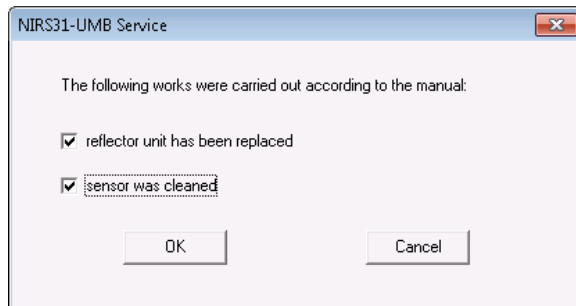 NIRS31-UMB Service
The following works were carried out according to the manual:
reflector unit has been replaced
sensor was cleaned
OK Cancel